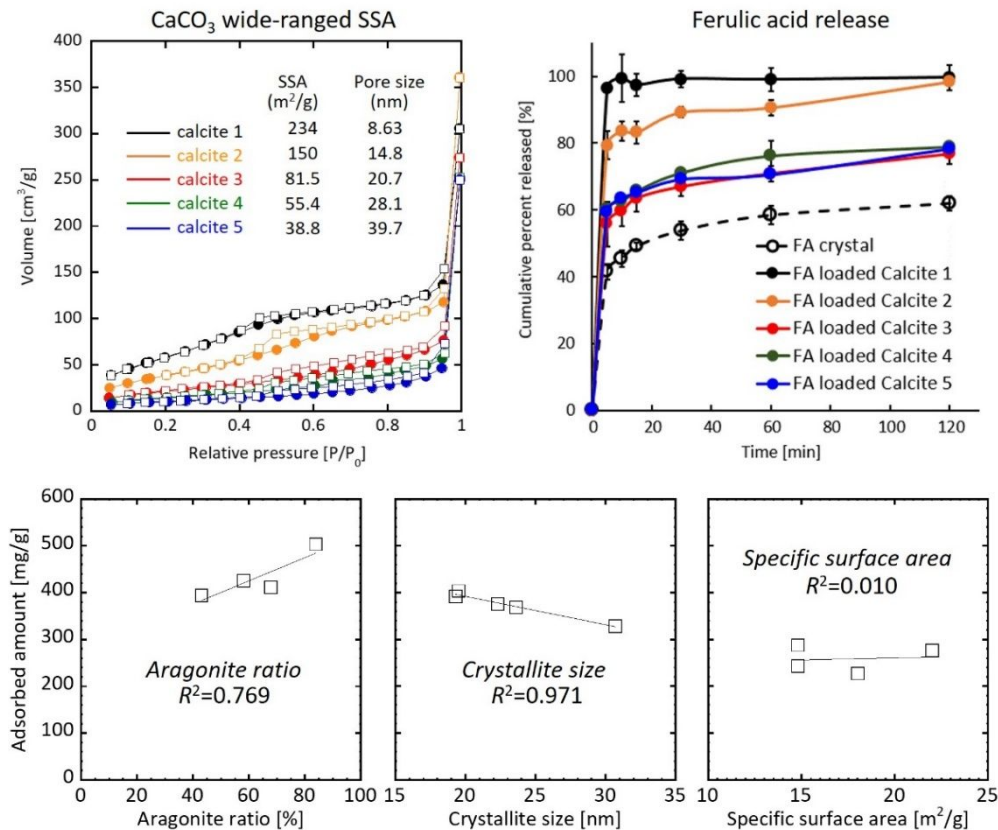 CaCO3 wide-ranged SSA
400
350
300
250
200
150
100
50
0
Volume [cm3/g]
SSA Pore size
(m2/g) (nm)
calcite 1 234 8.63
calcite 2 150 14.8
calcite 3 81.5 20.7
calcite 4 55.4 28.1
calcite 5 38.8 39.7
0 0.2 0.4 0.6 0.8 1
Relative pressure [P/P0]
Ferulic acid release
100
80
60
40
20
0
Cumulative percent released [%]
FA crystal
FA loaded Calcite 1
FA loaded Calcite 2
FA loaded Calcite 3
FA loaded Calcite 4
FA loaded Calcite 5
0 20 40 60 80 100 120
Time [min]
600
500
400
300
200
100
0
Adsorbed amount [mg/g]
Aragonite ratio
R2=0.769
0 20 40 60 80 100
Aragonite ratio [%]
Crystallite size
R2=0.971
15 20 25 30 35
Crystallite size [nm]
Specific surface area
R2=0.010
10 15 20 25
Specific surface area [m2/g]